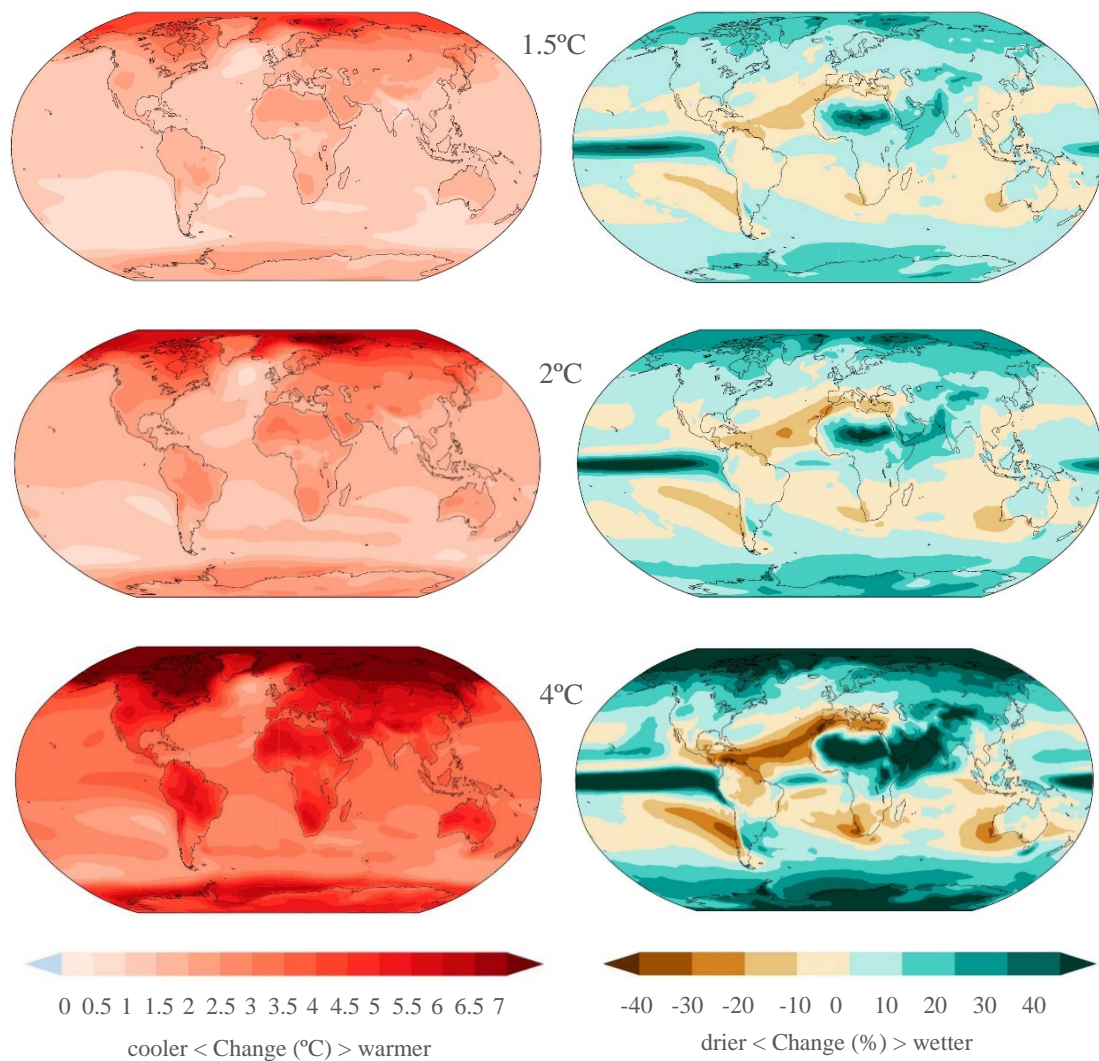 1.5ºC
2ºC
4ºC
0 0.5 1 1.5 2 2.5 3 3.5 4 4.5 5 5.5 6 6.5 7
-40 -30 -20 -10 0 10 20 30 40
cooler < Change (ºC) > warmer
drier < Change (%) > wetter